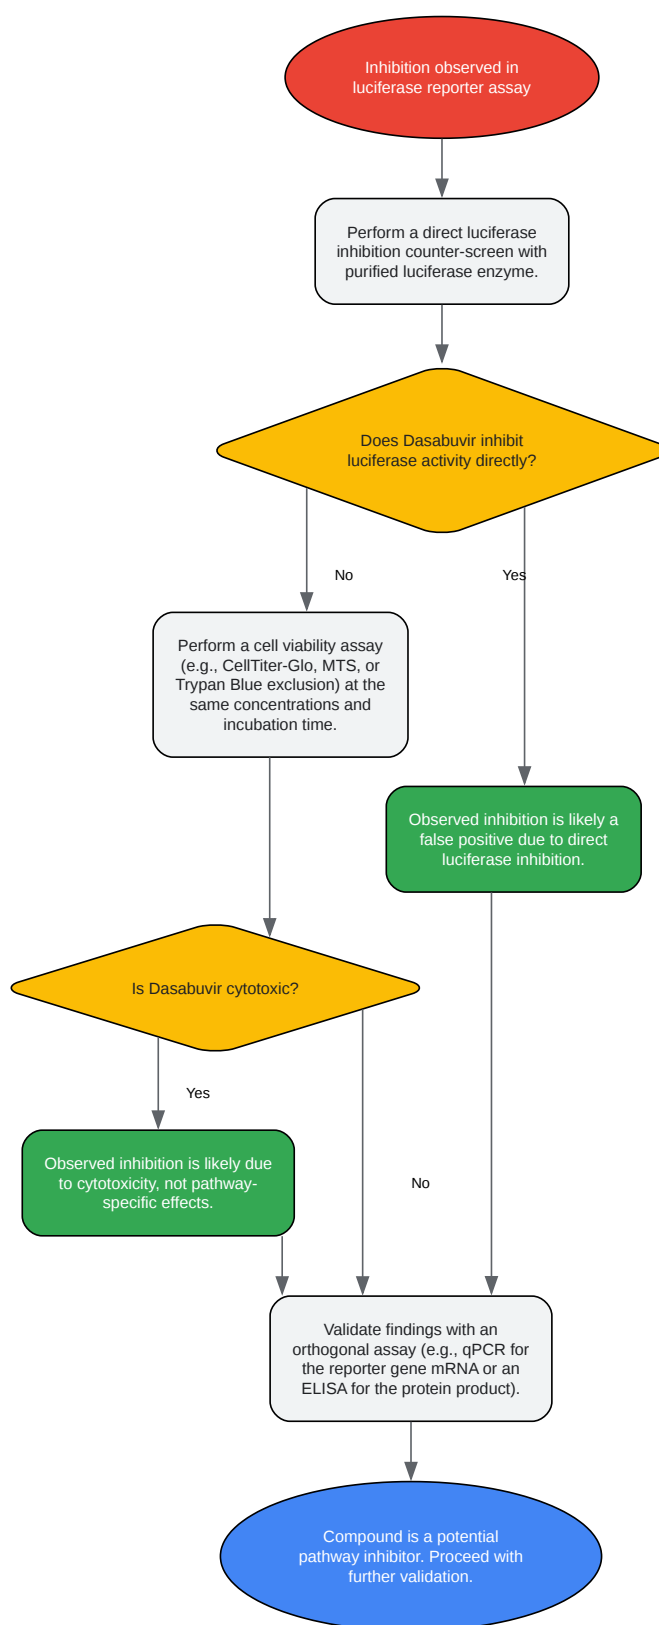 Inhibition observed in
luciferase reporter assay
Perform a direct luciferase
inhibition counter-screen with
purified luciferase enzyme.
Does Dasabuvir inhibit
luciferase activity directly?
No
Yes
Perform a cell viability assay
(e.g., CellTiter-Glo, MTS, or
Trypan Blue exclusion) at the
same concentrations and
incubation time.
Observed inhibition is likely a
false positive due to direct
luciferase inhibition.
Is Dasabuvir cytotoxic?
Yes
Observed inhibition is likely due
to cytotoxicity, not pathway-
specific effects.
No
Validate findings with an
orthogonal assay (e.g., qPCR for
the reporter gene mRNA or an
ELISA for the protein product).
Compound is a potential
pathway inhibitor. Proceed with
further validation.